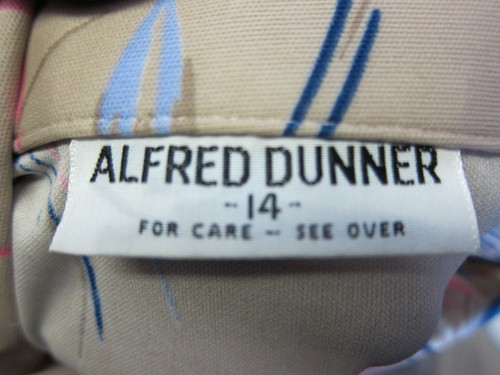 ALFRED DUNNER
- 14 -
FOR CARE - SEE OVER